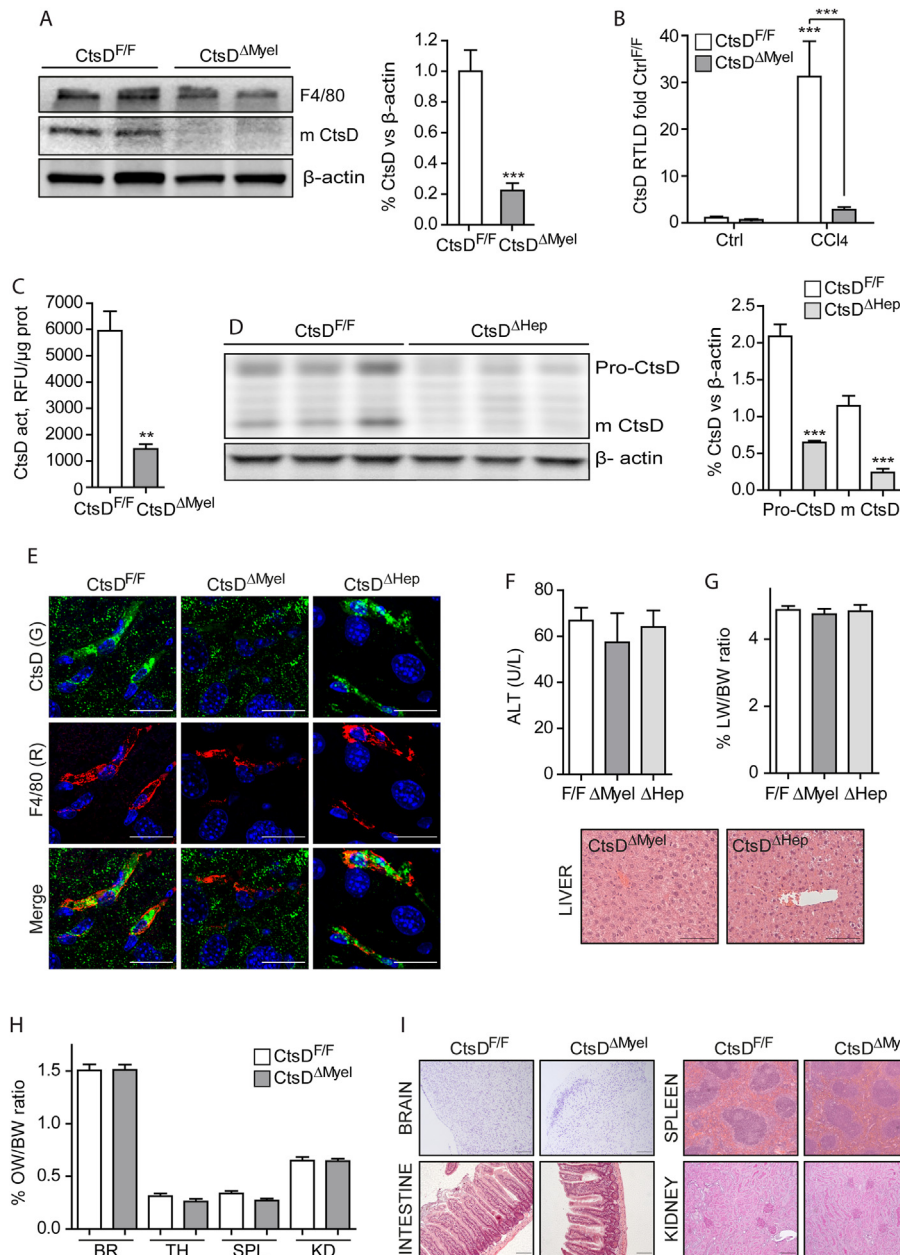 A
CtsD^F/F CtsD^ΔMyel
F4/80
m CtsD
β-actin
% CtsD vs β-actin
1.2
1.0
0.8
0.6
0.4
0.2
0.0
***
CtsD^F/F CtsD^ΔMyel
B
CtsD RTLD fold Ctrl^F/F
40
30
20
10
0
***
***
CtsD^F/F
CtsD^ΔMyel
Ctrl CCl4
C
CtsD act, RFU/µg prot
7000
6000
5000
4000
3000
2000
1000
0
**
CtsD^F/F CtsD^ΔMyel
D
CtsD^F/F CtsD^ΔHep
Pro-CtsD
m CtsD
β- actin
CtsD^F/F
CtsD^ΔHep
% CtsD vs β-actin
2.5
2.0
1.5
1.0
0.5
0.0
***
***
Pro-CtsD m CtsD
E
CtsD^F/F CtsD^ΔMyel CtsD^ΔHep
CtsD (G)
F4/80 (R)
Merge
F
ALT (U/L)
80
60
40
20
0
F/F ΔMyel ΔHep
G
% LW/BW ratio
4
2
0
F/F ΔMyel ΔHep
LIVER
CtsD^ΔMyel CtsD^ΔHep
H
% OW/BW ratio
1.5
1.0
0.5
0.0
CtsD^F/F
CtsD^ΔMyel
BR TH SPL KD
I
CtsD^F/F CtsD^ΔMyel CtsD^F/F CtsD^ΔMy
BRAIN SPLEEN
INTESTINE KIDNEY